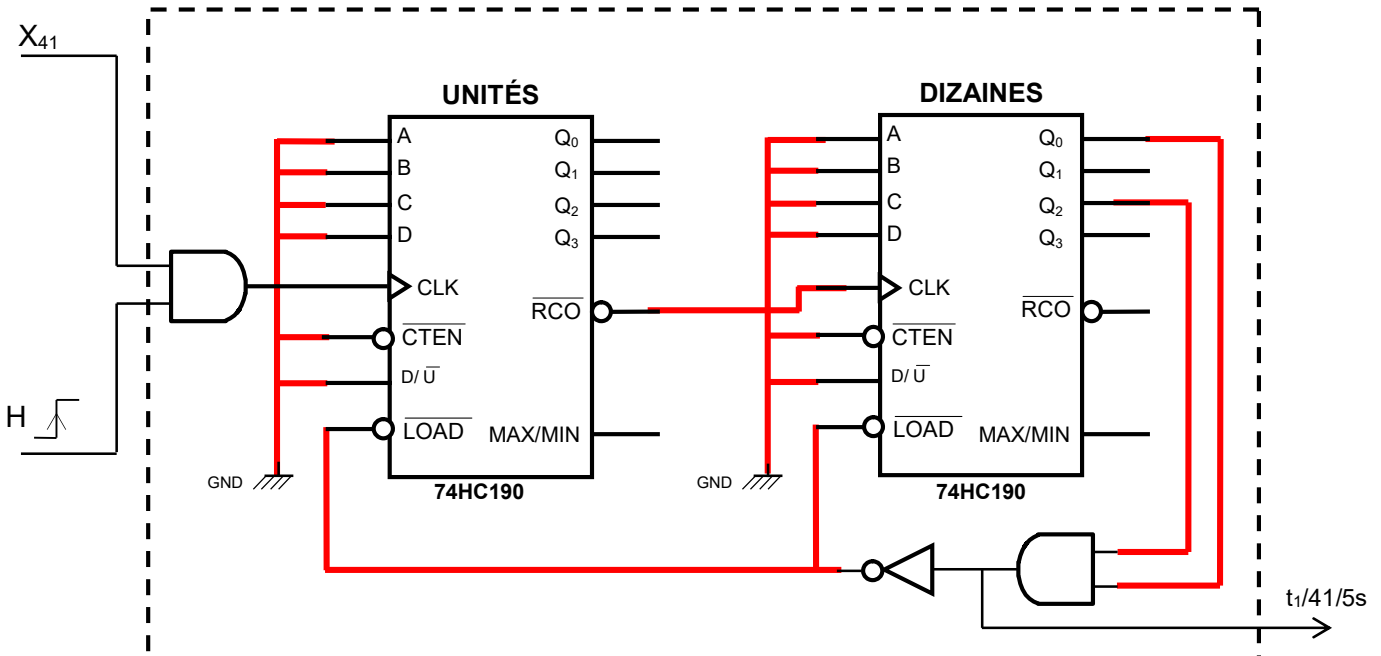 X₄₁
H
UNITÉS
A
B
C
D
CLK
CTEN
D/ U
LOAD
Q₀
Q₁
Q₂
Q₃
RCO
MAX/MIN
74HC190
GND
DIZAINES
A
B
C
D
CLK
CTEN
D/ U
LOAD
Q₀
Q₁
Q₂
Q₃
RCO
MAX/MIN
74HC190
GND
t₁/41/5s